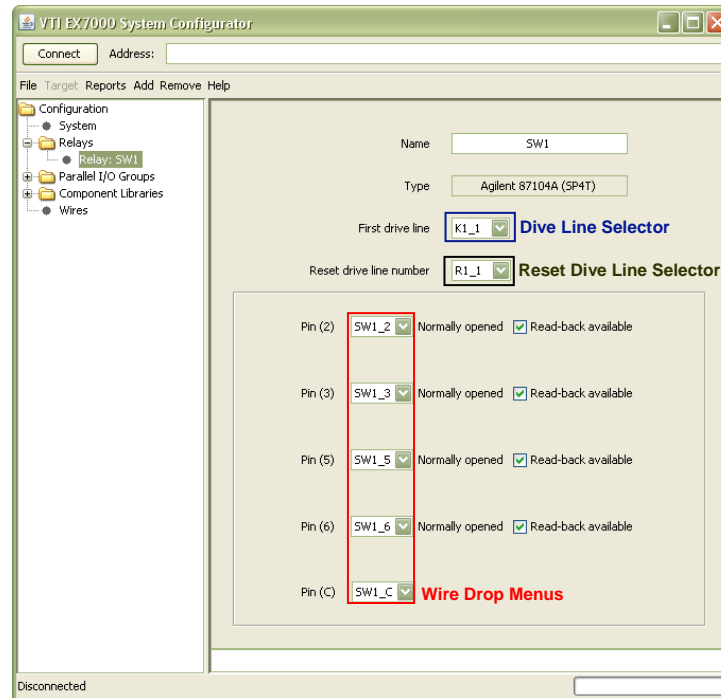 VTI EX7000 System Configurator
Connect Address:
File Target Reports Add Remove Help
Configuration
System
Relays
Relay: SW1
Parallel I/O Groups
Component Libraries
Wires
Name SW1
Type Agilent 87104A (SP4T)
First drive line K1_1 Dive Line Selector
Reset drive line number R1_1 Reset Dive Line Selector
Pin (2) SW1_2 Normally opened Read-back available
Pin (3) SW1_3 Normally opened Read-back available
Pin (5) SW1_5 Normally opened Read-back available
Pin (6) SW1_6 Normally opened Read-back available
Pin (C) SW1_C Wire Drop Menus
Disconnected